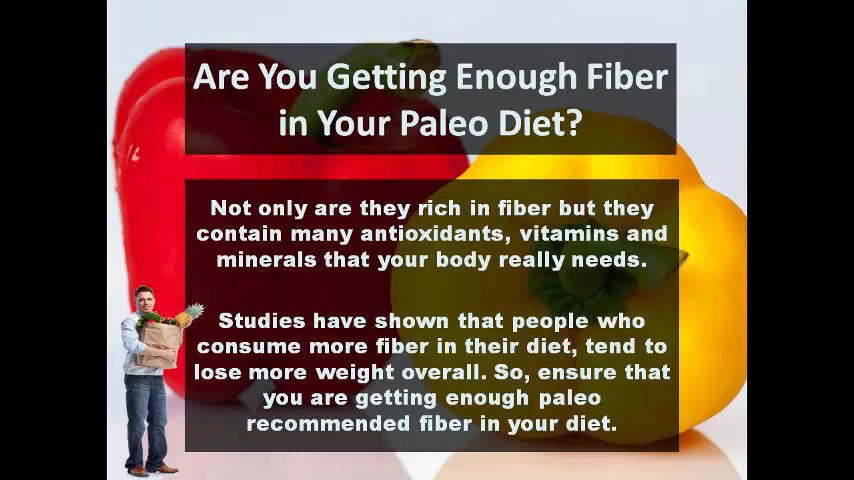 Are You Getting Enough Fiber
in Your Paleo Diet?
Not only are they rich in fiber but they
contain many antioxidants, vitamins and
minerals that your body really needs.
Studies have shown that people who
consume more fiber in their diet, tend to
lose more weight overall. So, ensure that
you are getting enough paleo
recommended fiber in your diet.